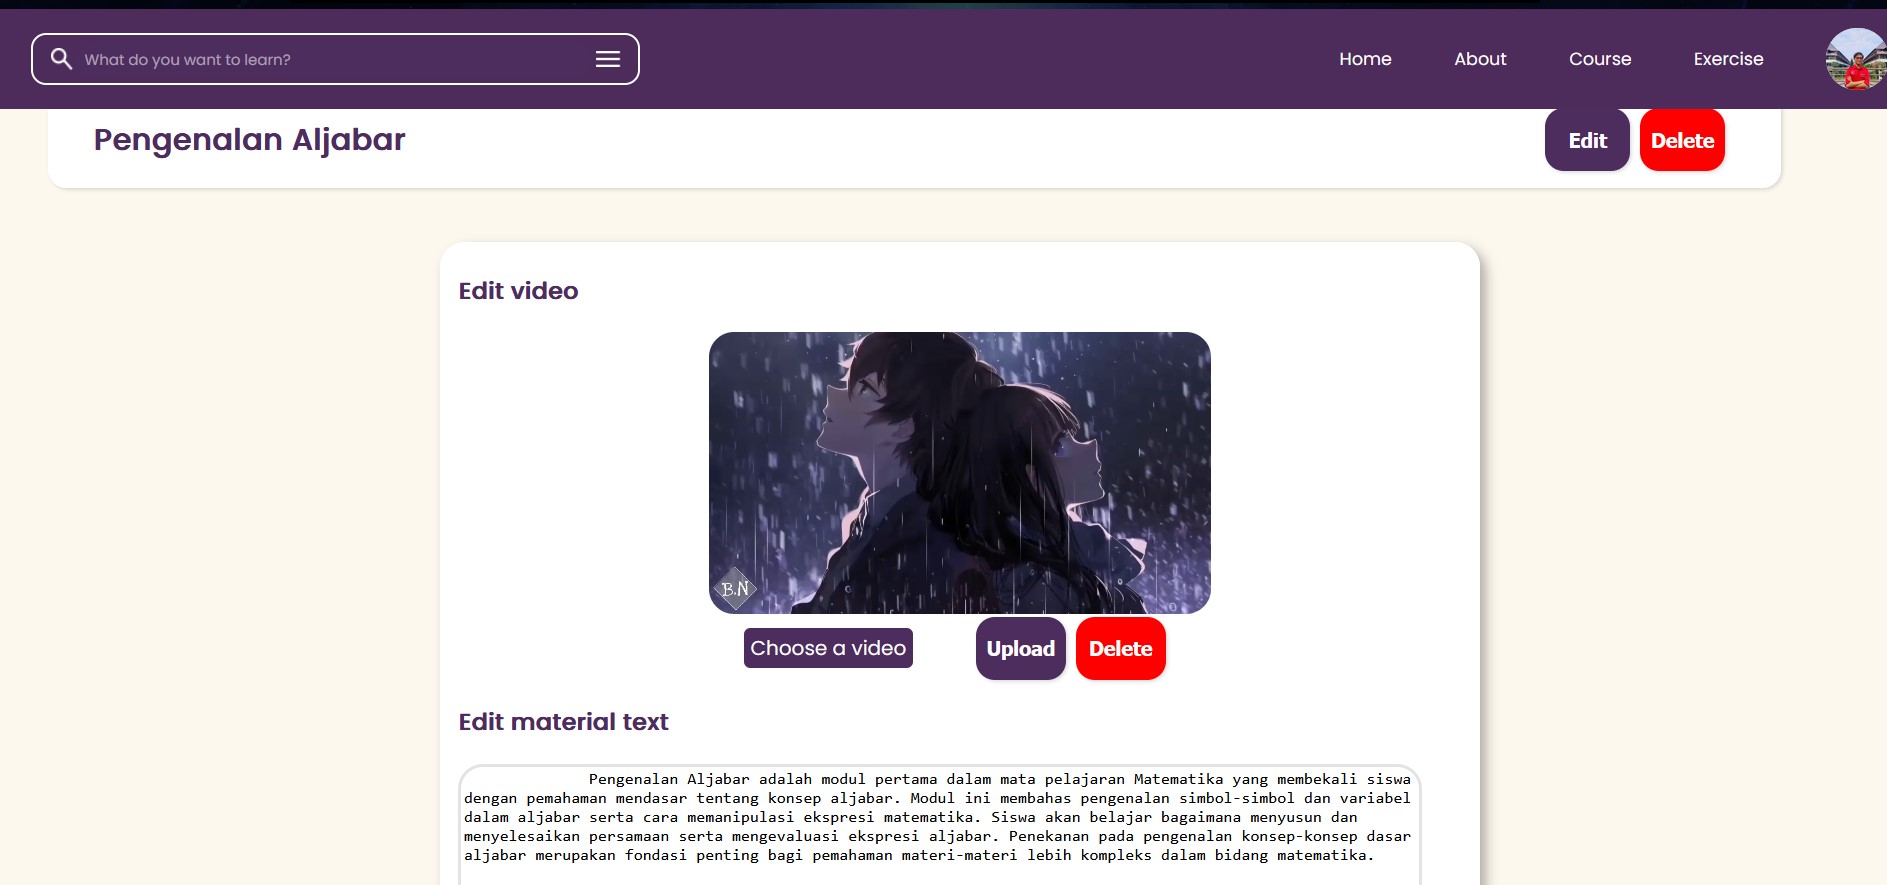 What do you want to learn?
Home
About
Course
Exercise
Pengenalan Aljabar
Edit
Delete
Edit video
B.N
Choose a video
Upload
Delete
Edit material text
Pengenalan Aljabar adalah modul pertama dalam mata pelajaran Matematika yang membekali siswa
dengan pemahaman mendasar tentang konsep aljabar. Modul ini membahas pengenalan simbol-simbol dan variabel
dalam aljabar serta cara memanipulasi ekspresi matematika. Siswa akan belajar bagaimana menyusun dan
menyelesaikan persamaan serta mengevaluasi ekspresi aljabar. Penekanan pada pengenalan konsep-konsep dasar
aljabar merupakan fondasi penting bagi pemahaman materi-materi lebih kompleks dalam bidang matematika.